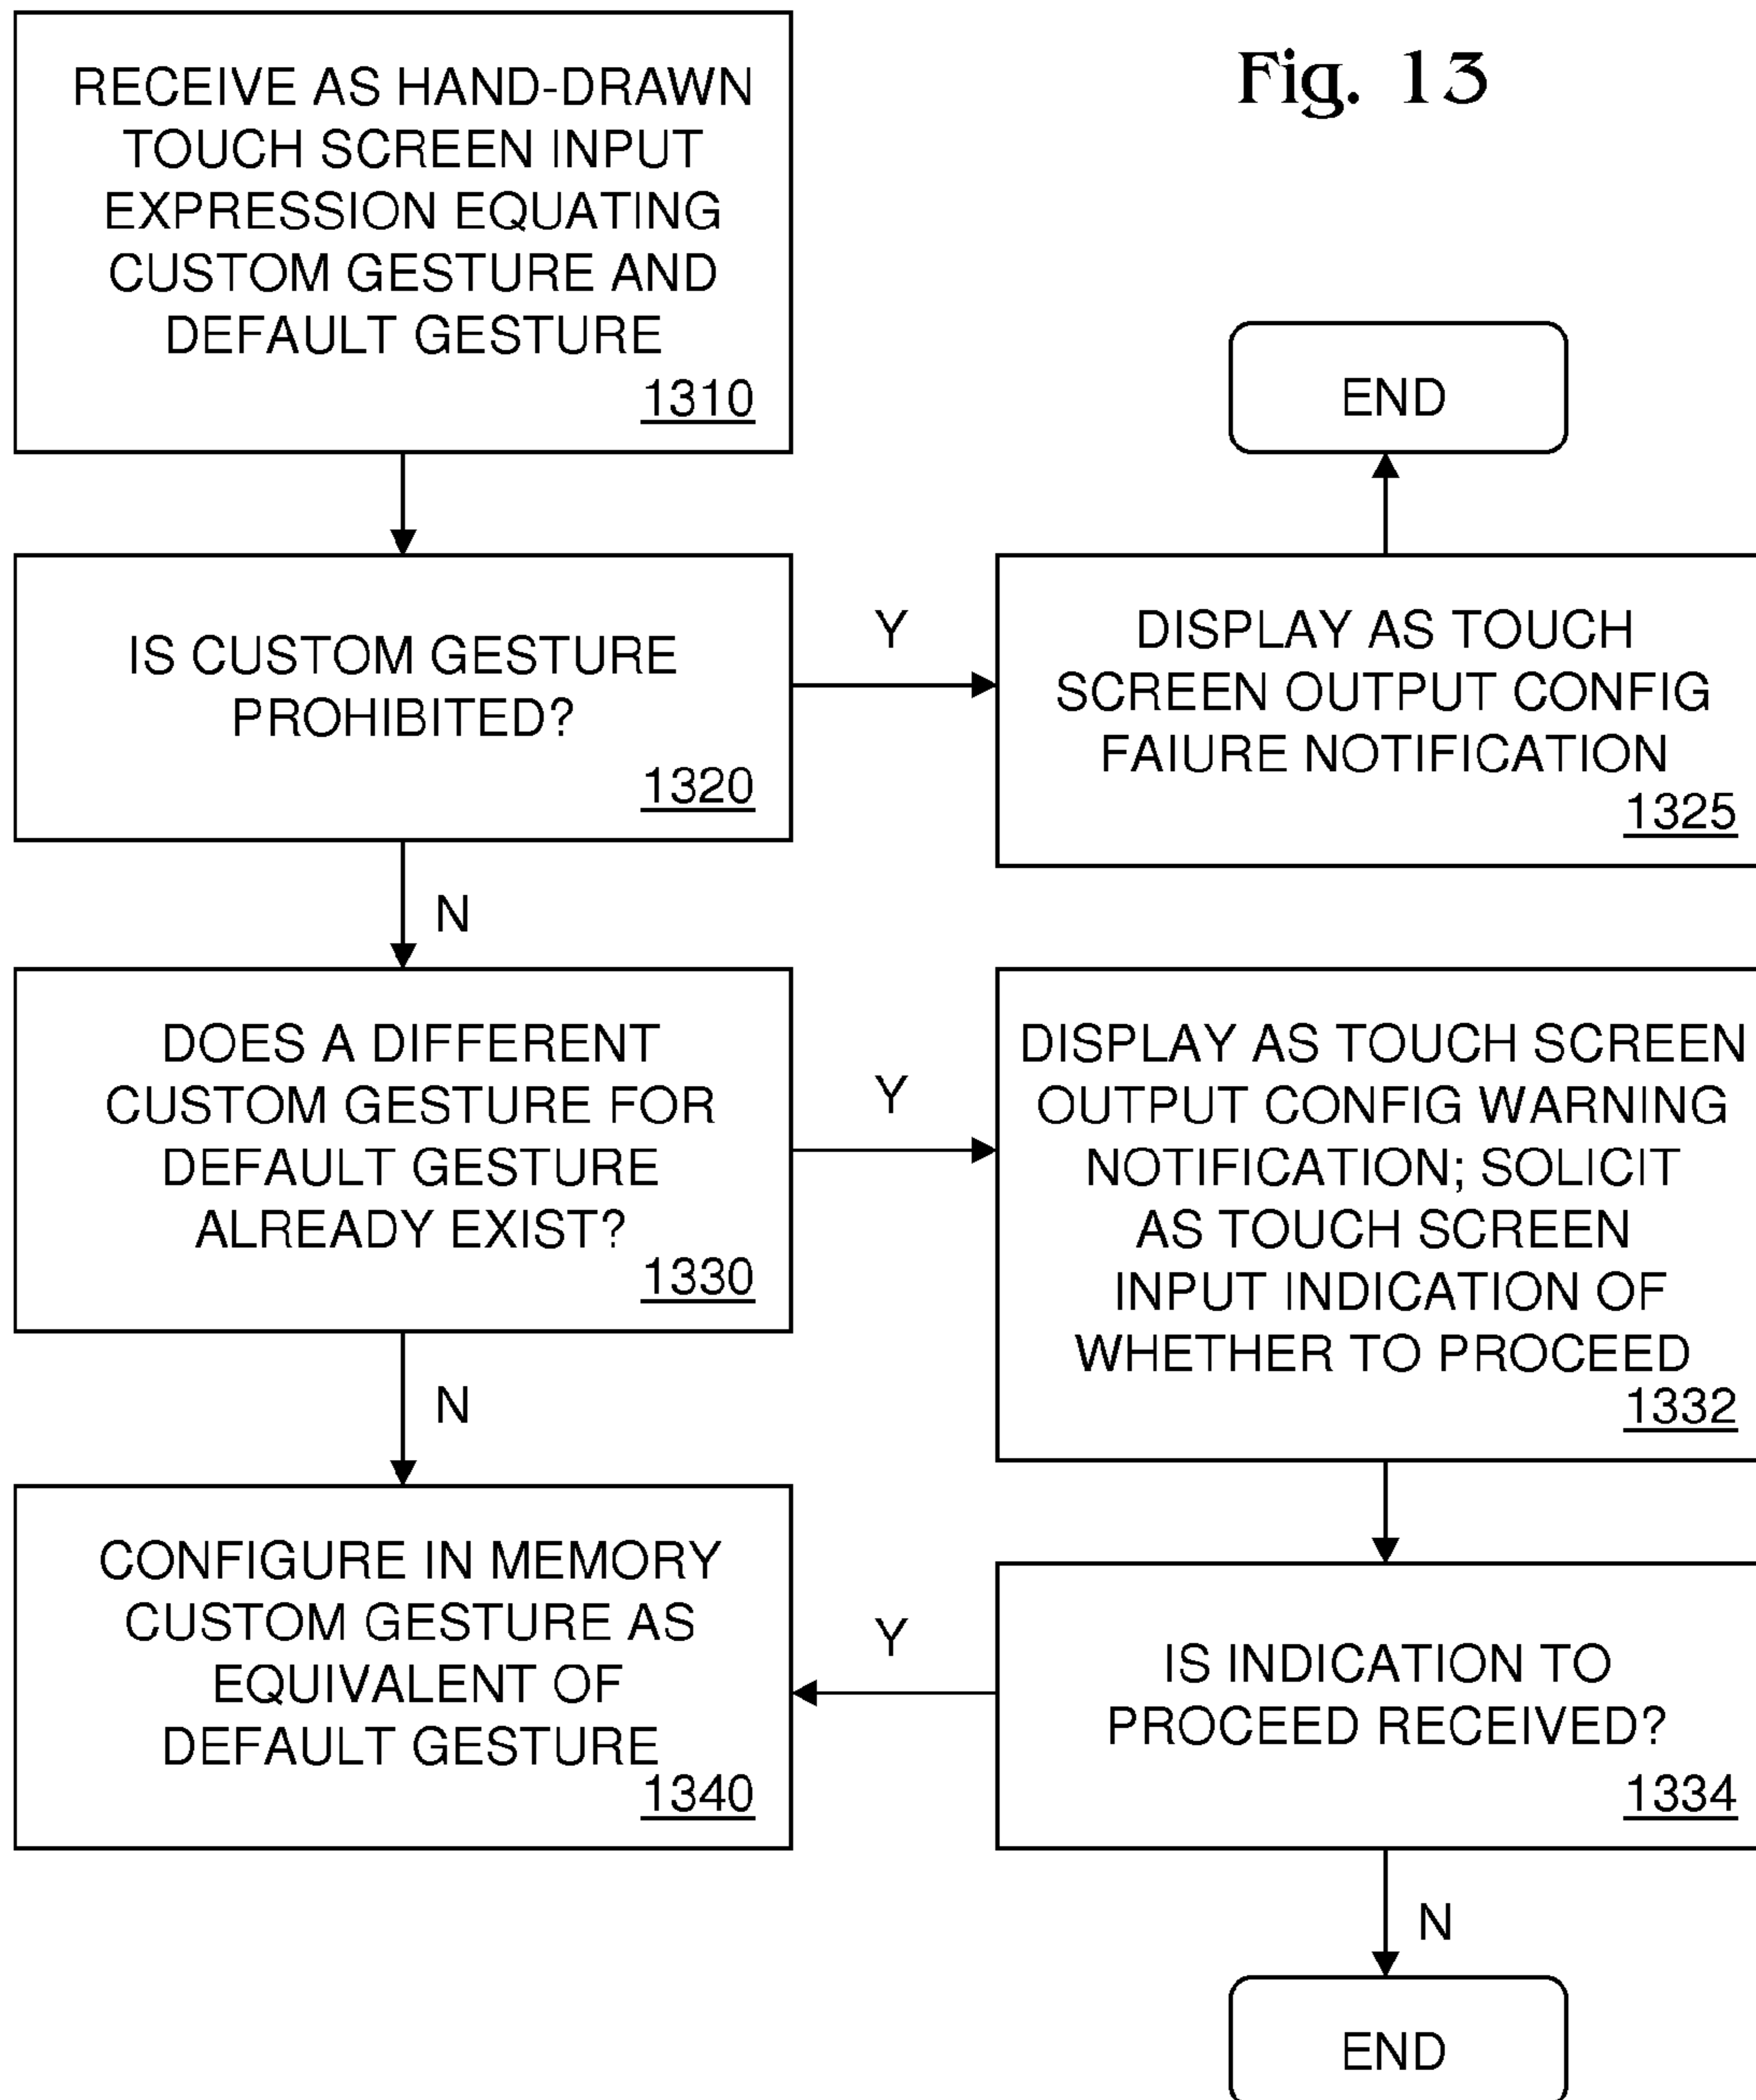 Fig. 13
RECEIVE AS HAND-DRAWN
TOUCH SCREEN INPUT
EXPRESSION EQUATING
CUSTOM GESTURE AND
DEFAULT GESTURE
1310
END
IS CUSTOM GESTURE
PROHIBITED?
1320
Y
DISPLAY AS TOUCH
SCREEN OUTPUT CONFIG
FAIURE NOTIFICATION
1325
N
DOES A DIFFERENT
CUSTOM GESTURE FOR
DEFAULT GESTURE
ALREADY EXIST?
1330
Y
DISPLAY AS TOUCH SCREEN
OUTPUT CONFIG WARNING
NOTIFICATION; SOLICIT
AS TOUCH SCREEN
INPUT INDICATION OF
WHETHER TO PROCEED
1332
N
CONFIGURE IN MEMORY
CUSTOM GESTURE AS
EQUIVALENT OF
DEFAULT GESTURE
1340
Y
IS INDICATION TO
PROCEED RECEIVED?
1334
N
END